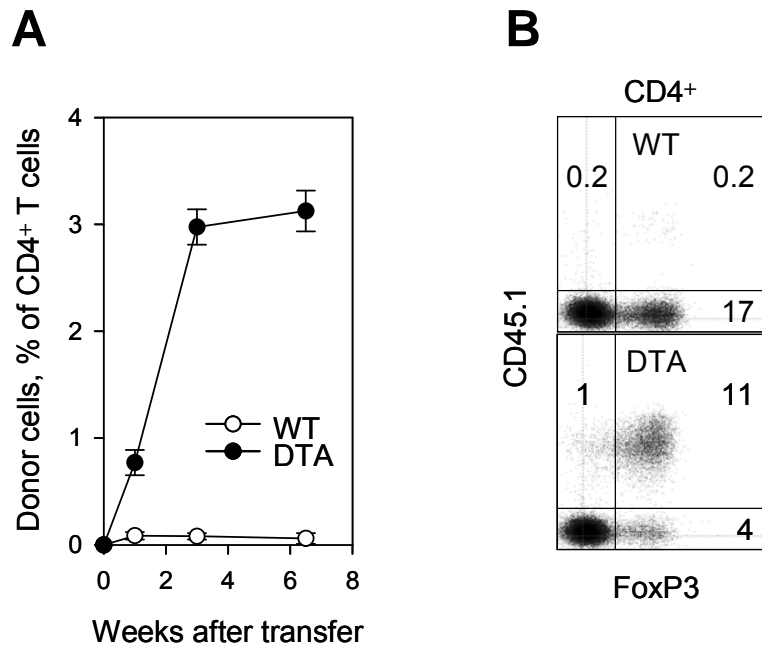 A
Donor cells, % of CD4+ T cells
4
3
2
1
0
0 2 4 6 8
Weeks after transfer
WT
DTA
B
CD4+
CD45.1
WT
0.2 0.2
17
DTA
1 11
4
FoxP3